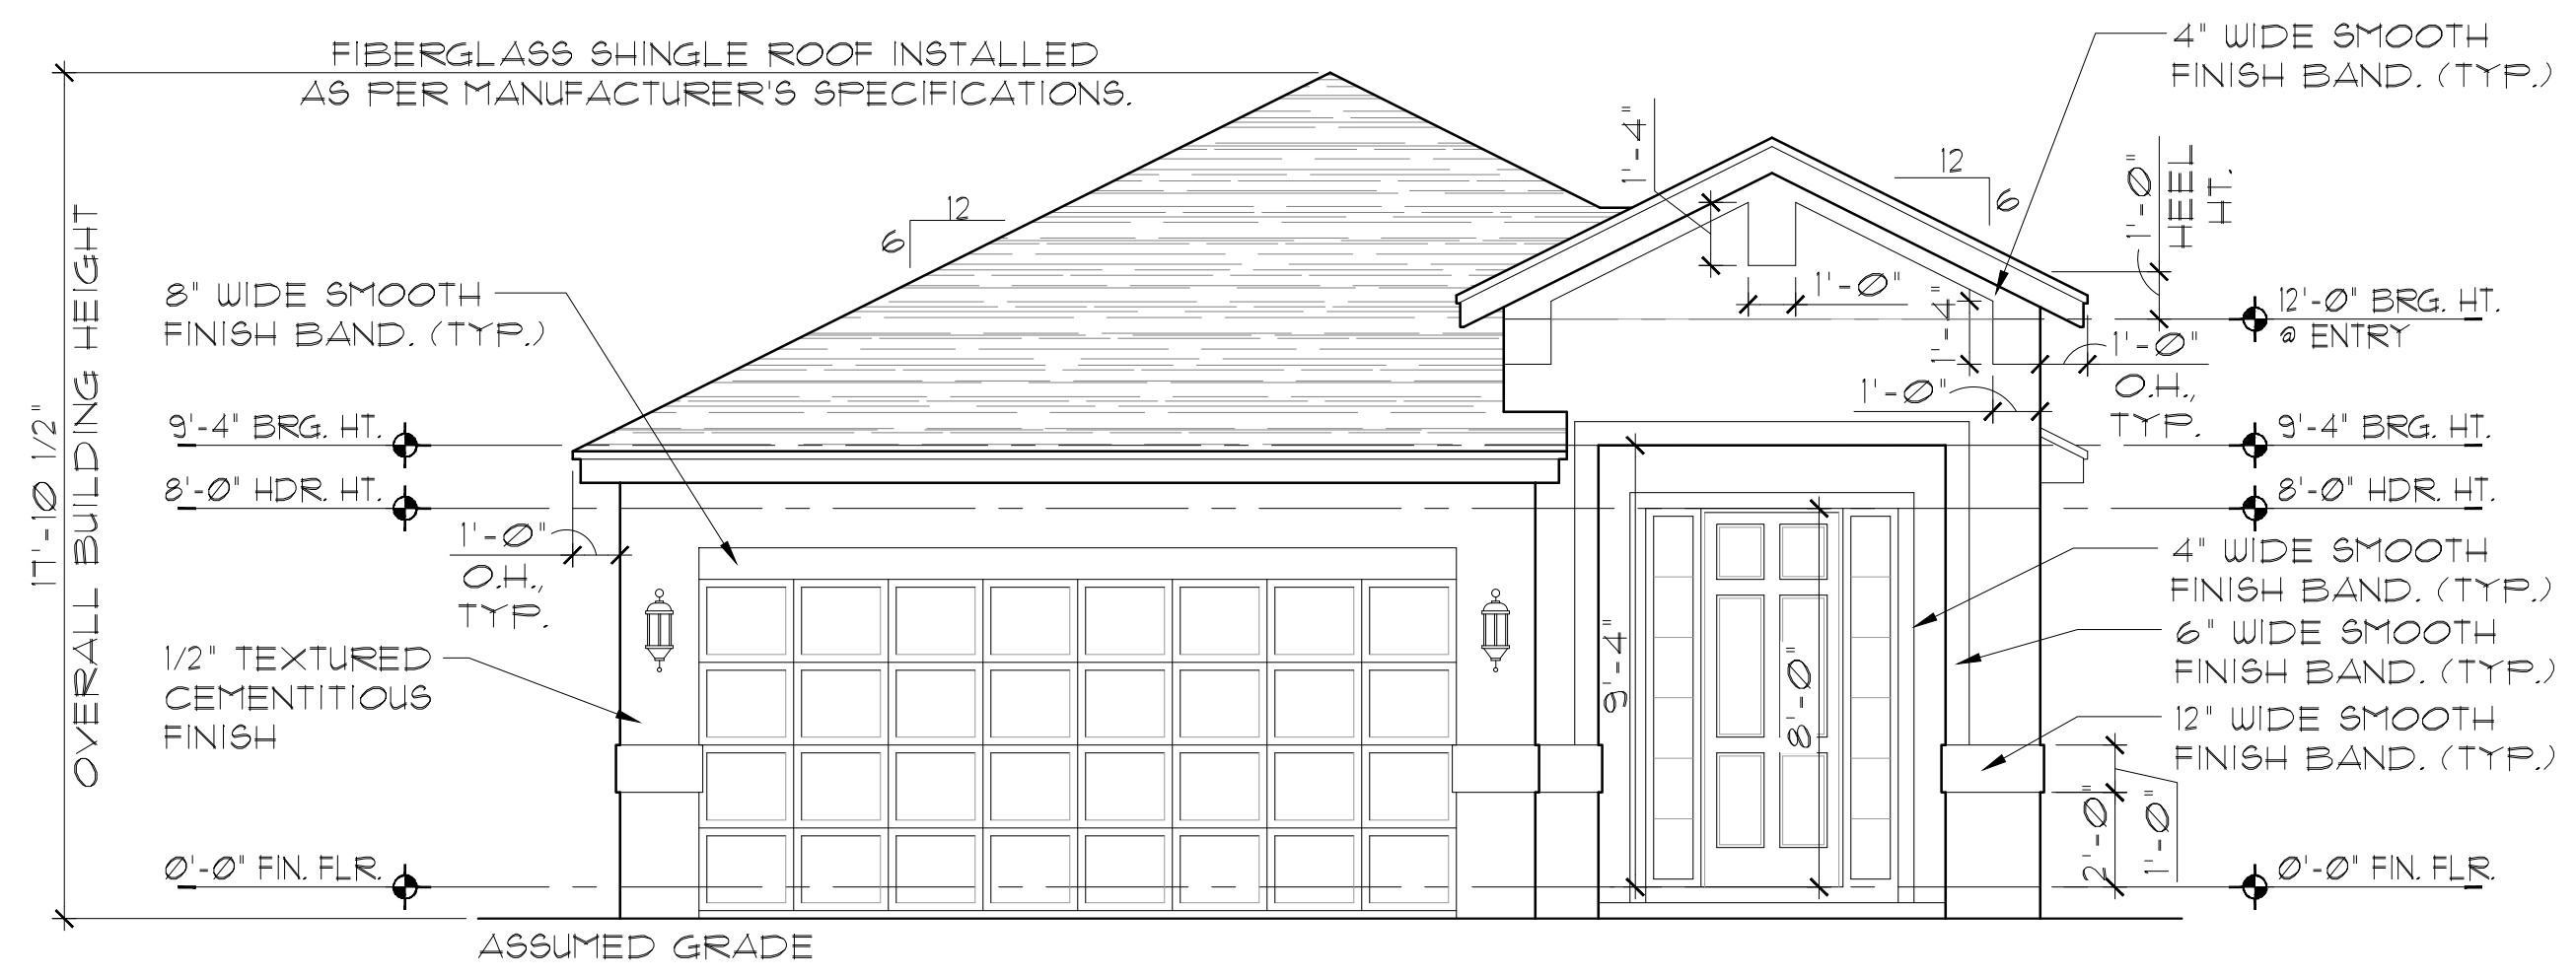 FIBERGLASS SHINGLE ROOF INSTALLED
AS PER MANUFACTURER'S SPECIFICATIONS.
4" WIDE SMOOTH
FINISH BAND. (TYP.)
1'-4"
12
6
1'-0"
HEEL
HT.
12
6
17'-10 1/2"
OVERALL BUILDING HEIGHT
8" WIDE SMOOTH
FINISH BAND. (TYP.)
1'-0"
1'-4"
12'-0" BRG. HT.
@ ENTRY
1'-0"
O.H.,
TYP.
1'-0"
9'-4" BRG. HT.
9'-4" BRG. HT.
8'-0" HDR. HT.
8'-0" HDR. HT.
1'-0"
O.H.,
TYP.
4" WIDE SMOOTH
FINISH BAND. (TYP.)
6" WIDE SMOOTH
FINISH BAND. (TYP.)
1/2" TEXTURED
CEMENTITIOUS
FINISH
9'-4"
8'-0"
12" WIDE SMOOTH
FINISH BAND. (TYP.)
2'-0"
1'-0"
0'-0" FIN. FLR.
0'-0" FIN. FLR.
ASSUMED GRADE